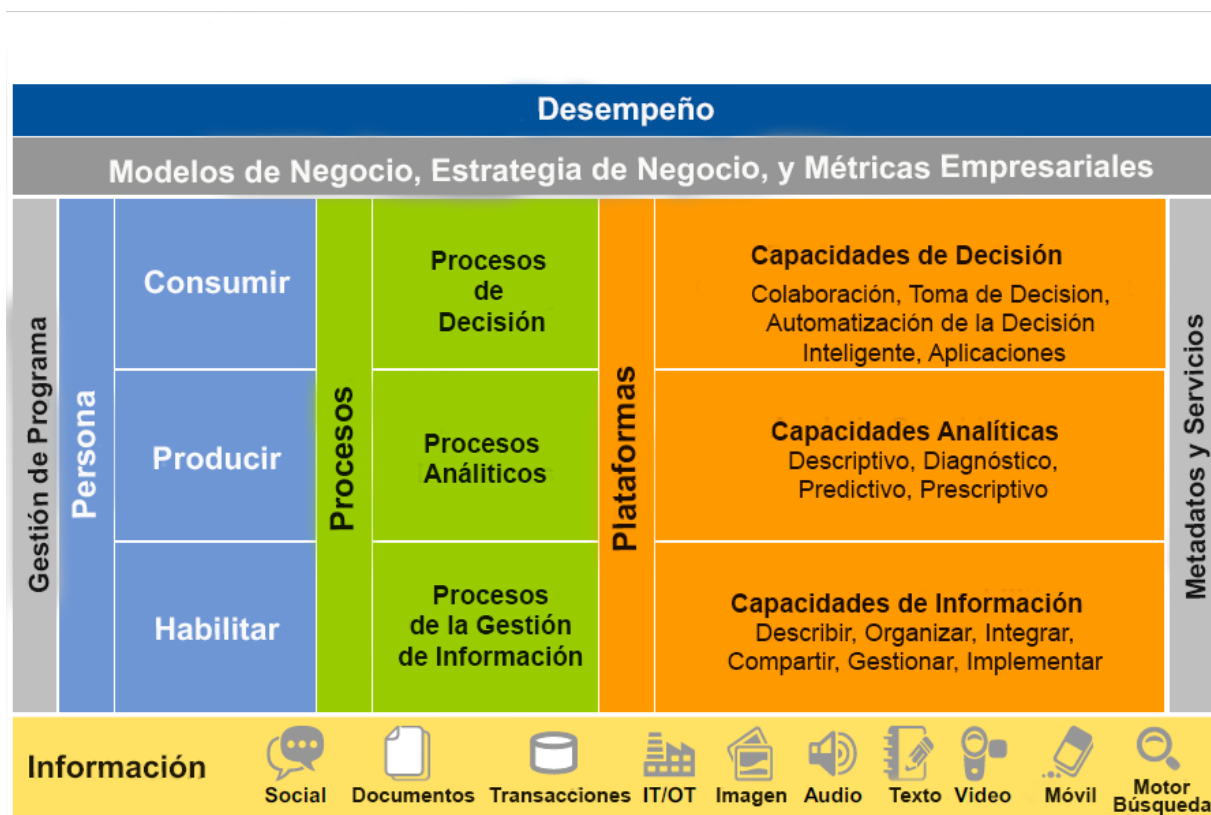 Desempeño
Modelos de Negocio, Estrategia de Negocio, y Métricas Empresariales
Gestión de Programa
Persona
Consumir
Producir
Habilitar
Procesos
Procesos
de
Decisión
Procesos
Análiticos
Procesos
de la Gestión
de Información
Plataformas
Capacidades de Decisión
Colaboración, Toma de Decision,
Automatización de la Decisión
Inteligente, Aplicaciones
Capacidades Analíticas
Descriptivo, Diagnóstico,
Predictivo, Prescriptivo
Capacidades de Información
Describir, Organizar, Integrar,
Compartir, Gestionar, Implementar
Metadatos y Servicios
Información
Social
Documentos
Transacciones
IT/OT
Imagen
Audio
Texto
Video
Móvil
Motor
Búsqueda